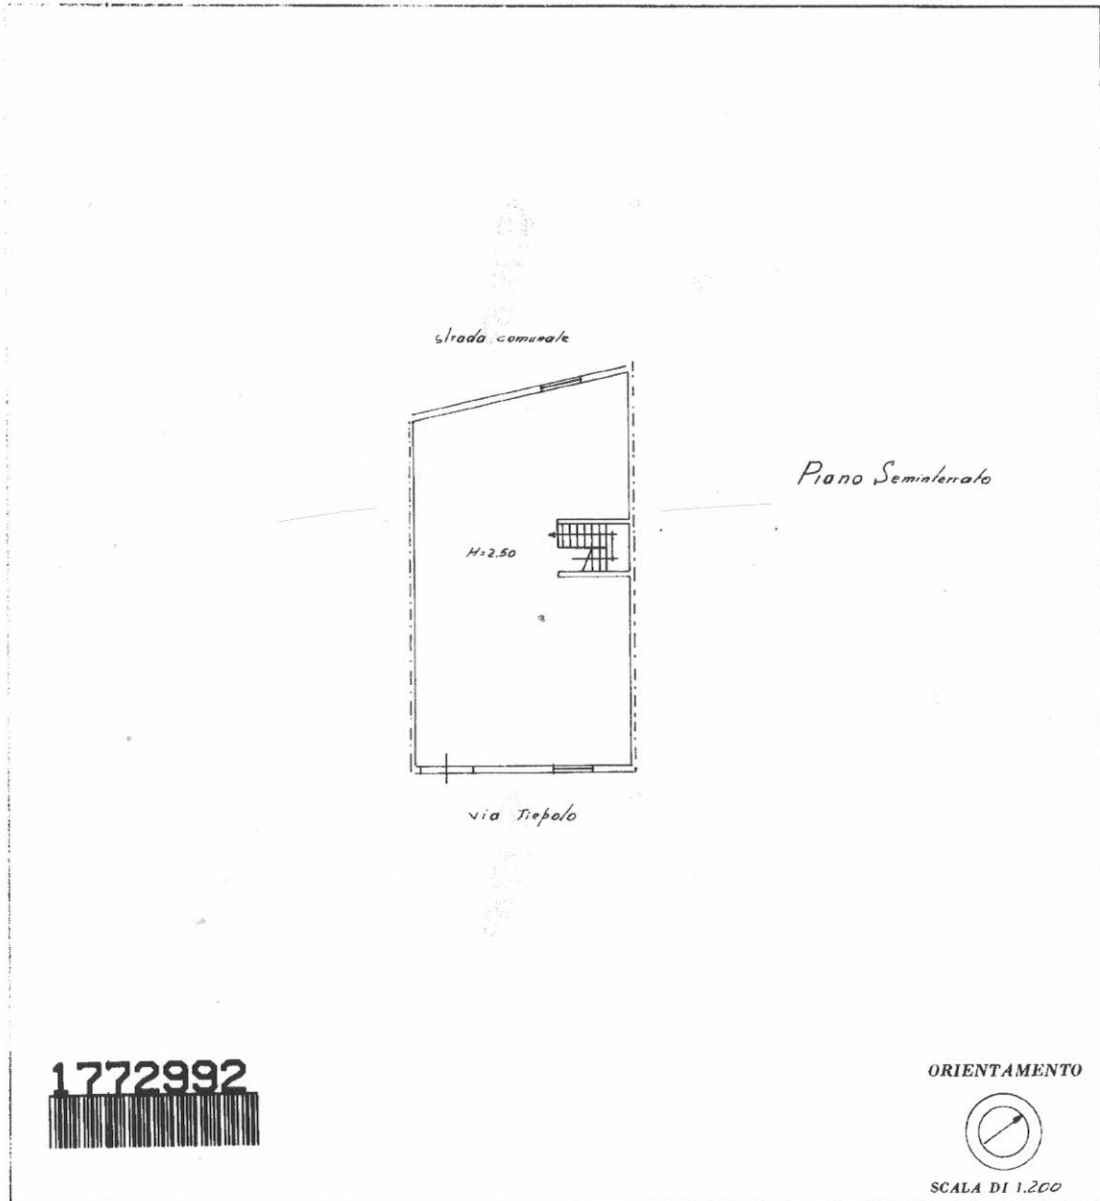 strada comunale
Piano Seminterrato
H=2.50
via Tiepolo
1772992
ORIENTAMENTO
SCALA DI 1.200